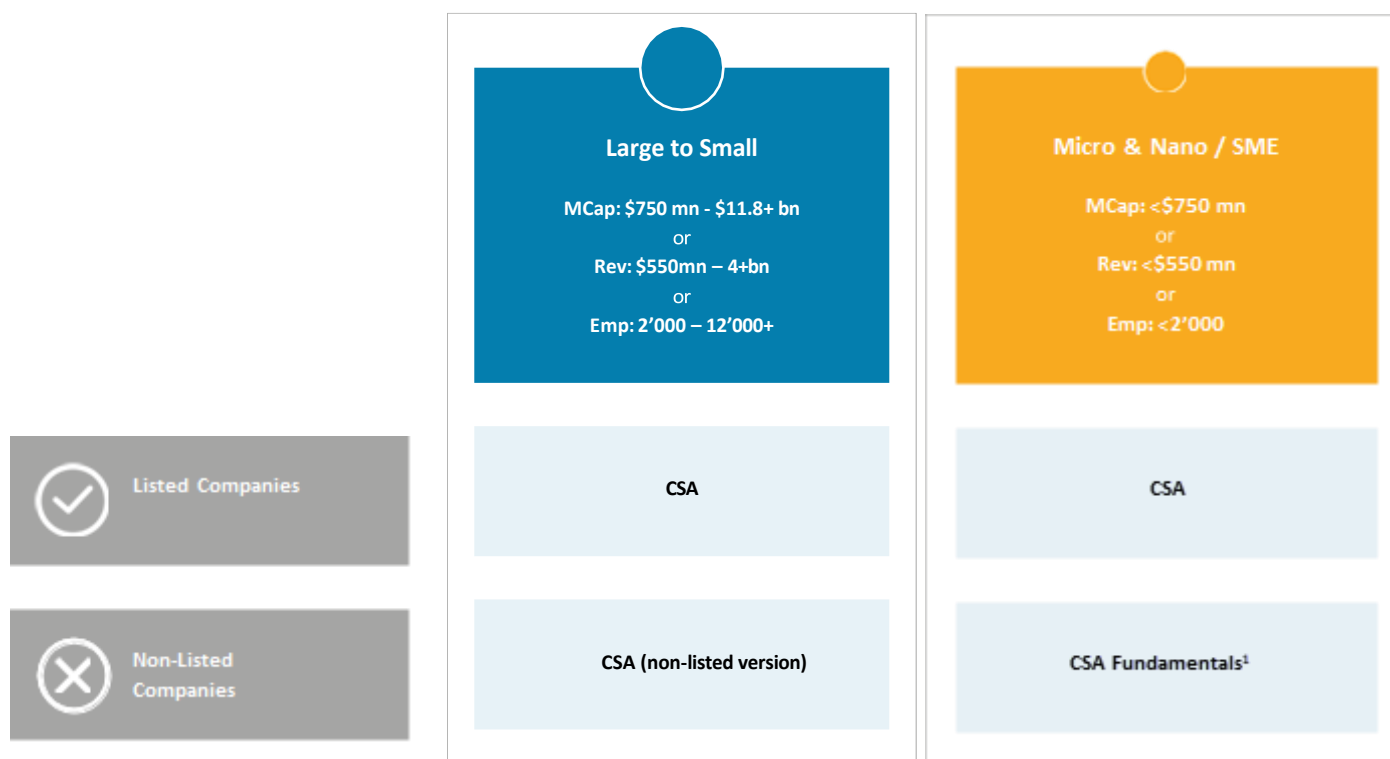 Large to Small
MCap: $750 mn - $11.8+ bn
or
Rev: $550mn – 4+bn
or
Emp: 2’000 – 12’000+
Micro & Nano / SME
MCap: <$750 mn
or
Rev: <$550 mn
or
Emp: <2’000
Listed Companies
CSA
CSA
Non-Listed
Companies
CSA (non-listed version)
CSA Fundamentals¹